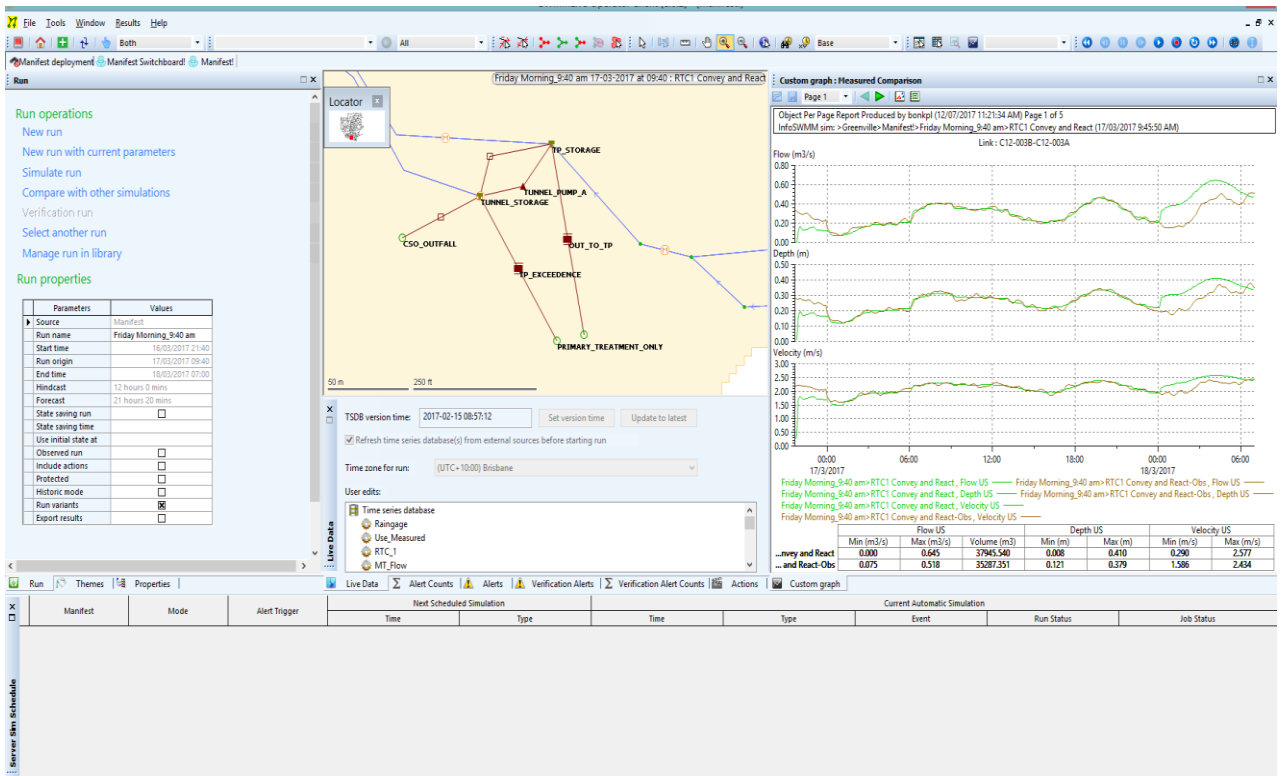 File Tools Window Results Help
Both
All
Base
Manifest deployment
Manifest Switchboard!
Manifest!
Run
Run operations
New run
New run with current parameters
Simulate run
Compare with other simulations
Verification run
Select another run
Manage run in library
Run properties
Parameters Values
Source Manifest
Run name Friday Morning_9:40 am
Start time 16/03/2017 21:40
Run origin 17/03/2017 09:40
End time 18/03/2017 07:00
Hindcast 12 hours 0 mins
Forecast 21 hours 20 mins
State saving run
State saving time
Use initial state at
Observed run
Include actions
Protected
Historic mode
Run variants
Export results
Run Themes Properties
Friday Morning_9:40 am 17-03-2017 at 09:40 : RTC1 Convey and React
Locator
TP_STORAGE
TUNNEL_PUMP_A
TUNNEL_STORAGE
CSO_OUTFALL
OUT_TO_TP
TP_EXCEEDENCE
PRIMARY_TREATMENT_ONLY
50 m 250 ft
TSDB version time: 2017-02-15 08:57:12 Set version time Update to latest
Refresh time series database(s) from external sources before starting run
Time zone for run: (UTC+10:00) Brisbane
User edits:
Time series database
Raingage
Use_Measured
RTC_1
MT_Flow
Live Data
Live Data Alert Counts Alerts Verification Alerts Verification Alert Counts Actions
Custom graph : Measured Comparison
Page 1
Object Per Page Report Produced by bonkpl (12/07/2017 11:21:34 AM) Page 1 of 5
InfoSWMM sim: >Greenville>Manifest!>Friday Morning_9:40 am>RTC1 Convey and React (17/03/2017 9:45:50 AM)
Link : C12-003B-C12-003A
Flow (m3/s)
0.80
0.60
0.40
0.20
0.00
Depth (m)
0.50
0.40
0.30
0.20
0.10
0.00
Velocity (m/s)
3.00
2.50
2.00
1.50
1.00
0.50
0.00
00:00 06:00 12:00 18:00 00:00 06:00
17/3/2017 18/3/2017
Friday Morning_9:40 am>RTC1 Convey and React , Flow US Friday Morning_9:40 am>RTC1 Convey and React-Obs , Flow US
Friday Morning_9:40 am>RTC1 Convey and React , Depth US Friday Morning_9:40 am>RTC1 Convey and React-Obs , Depth US
Friday Morning_9:40 am>RTC1 Convey and React , Velocity US
Friday Morning_9:40 am>RTC1 Convey and React-Obs , Velocity US
Flow US Depth US Velocity US
Min (m3/s) Max (m3/s) Volume (m3) Min (m) Max (m) Min (m/s) Max (m/s)
...nvey and React 0.000 0.645 37945.540 0.008 0.410 0.290 2.577
... and React-Obs 0.075 0.518 35287.351 0.121 0.379 1.586 2.434
Custom graph
Manifest Mode Alert Trigger Next Scheduled Simulation Current Automatic Simulation
Time Type Time Type Event Run Status Job Status
Server Sim Schedule